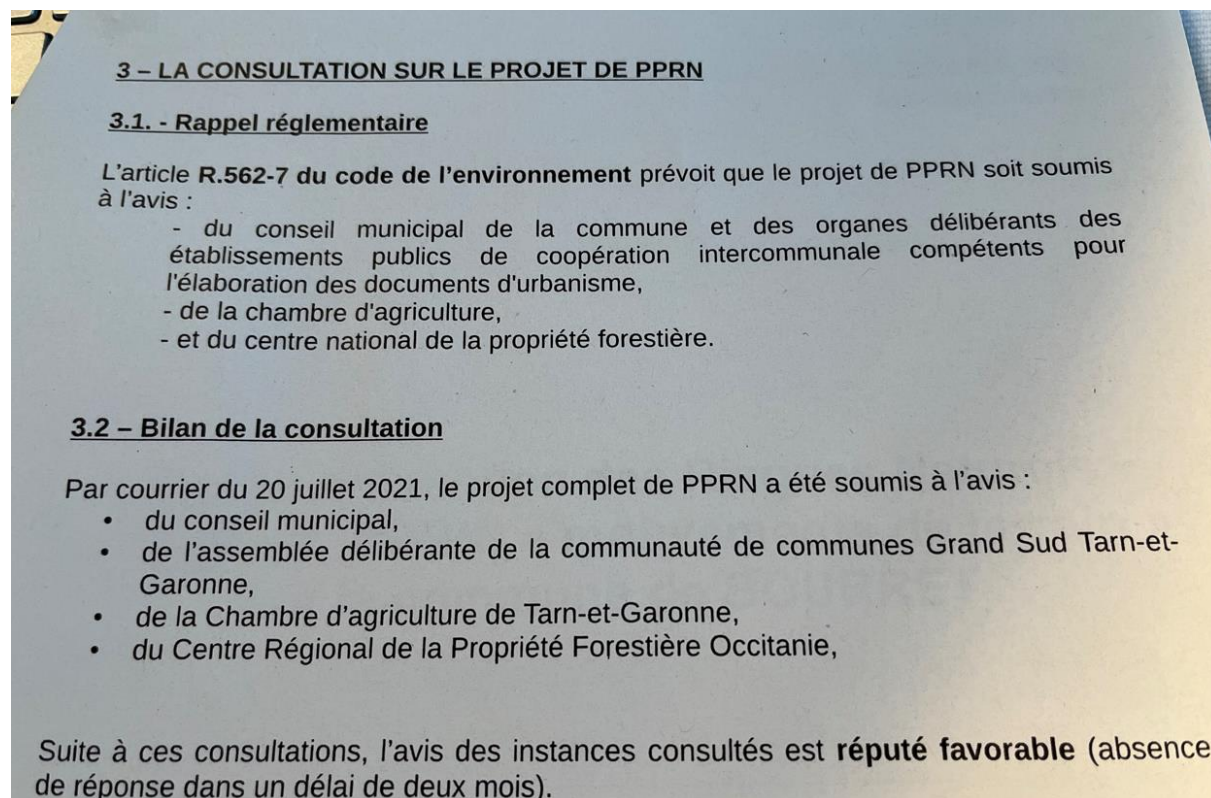 3 – LA CONSULTATION SUR LE PROJET DE PPRN
3.1. - Rappel réglementaire
L'article R.562-7 du code de l'environnement prévoit que le projet de PPRN soit soumis
à l'avis :
- du conseil municipal de la commune et des organes délibérants des
établissements publics de coopération intercommunale compétents pour
l'élaboration des documents d'urbanisme,
- de la chambre d'agriculture,
- et du centre national de la propriété forestière.
3.2 – Bilan de la consultation
Par courrier du 20 juillet 2021, le projet complet de PPRN a été soumis à l'avis :
• du conseil municipal,
• de l'assemblée délibérante de la communauté de communes Grand Sud Tarn-et-
Garonne,
• de la Chambre d'agriculture de Tarn-et-Garonne,
• du Centre Régional de la Propriété Forestière Occitanie,
Suite à ces consultations, l'avis des instances consultés est réputé favorable (absence
de réponse dans un délai de deux mois).